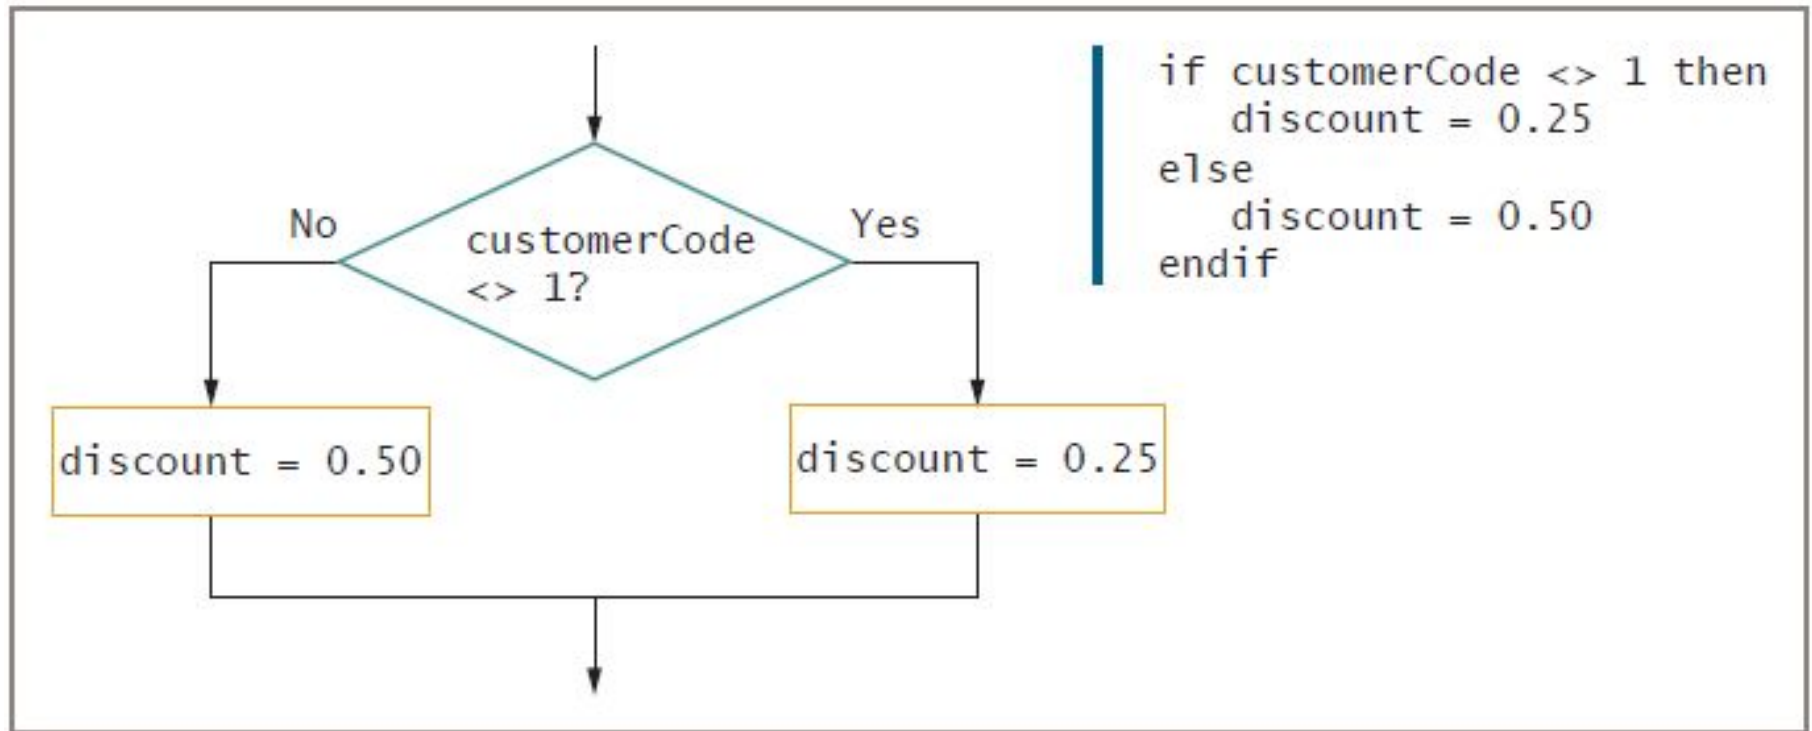 No
customerCode
<> 1?
Yes
discount = 0.50
discount = 0.25
if customerCode <> 1 then
discount = 0.25
else
discount = 0.50
endif